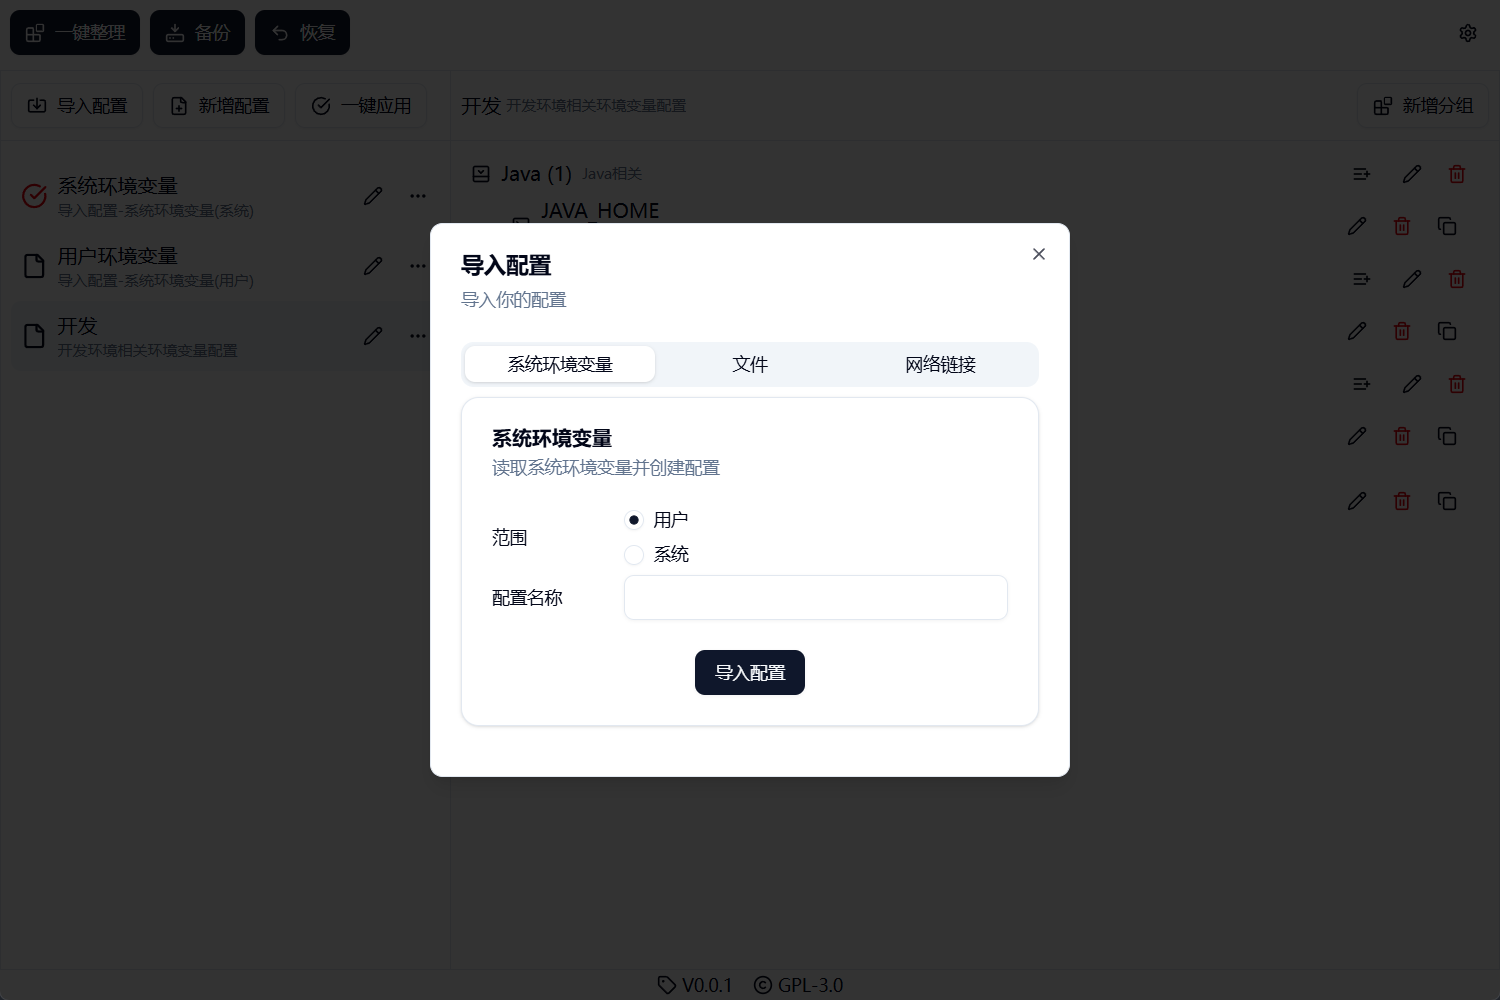 一键整理 备份 恢复
导入配置 新增配置 一键应用
开发 开发环境相关环境变量配置 新增分组
系统环境变量
导入配置-系统环境变量(系统)
用户环境变量
导入配置-系统环境变量(用户)
开发
开发环境相关环境变量配置
Java (1) Java相关
JAVA_HOME
导入配置
导入你的配置
系统环境变量 文件 网络链接
系统环境变量
读取系统环境变量并创建配置
范围
用户
系统
配置名称
导入配置
V0.0.1 GPL-3.0